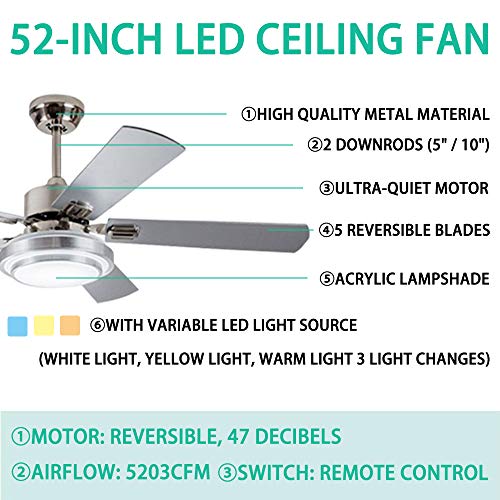 52-INCH LED CEILING FAN
①HIGH QUALITY METAL MATERIAL
②2 DOWNRODS (5" / 10")
③ULTRA-QUIET MOTOR
④5 REVERSIBLE BLADES
⑤ACRYLIC LAMPSHADE
⑥WITH VARIABLE LED LIGHT SOURCE
(WHITE LIGHT, YELLOW LIGHT, WARM LIGHT 3 LIGHT CHANGES)
①MOTOR: REVERSIBLE, 47 DECIBELS
②AIRFLOW: 5203CFM ③SWITCH: REMOTE CONTROL